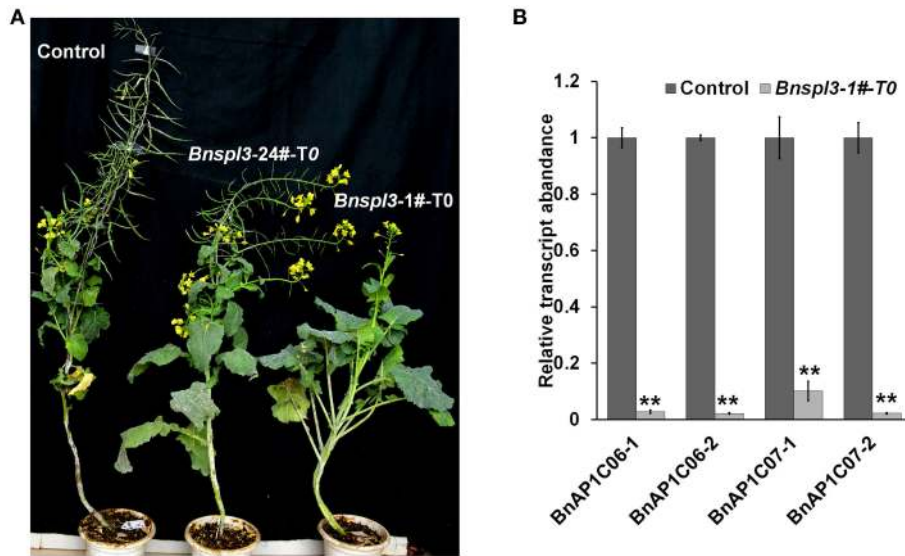 A
Control
Bnspl3-24#-T0
Bnspl3-1#-T0
B
Relative transcript abandance
1.2
1
0.8
0.6
0.4
0.2
0
Control
Bnspl3-1#-T0
**
**
**
**
BnAP1C06-1
BnAP1C06-2
BnAP1C07-1
BnAP1C07-2